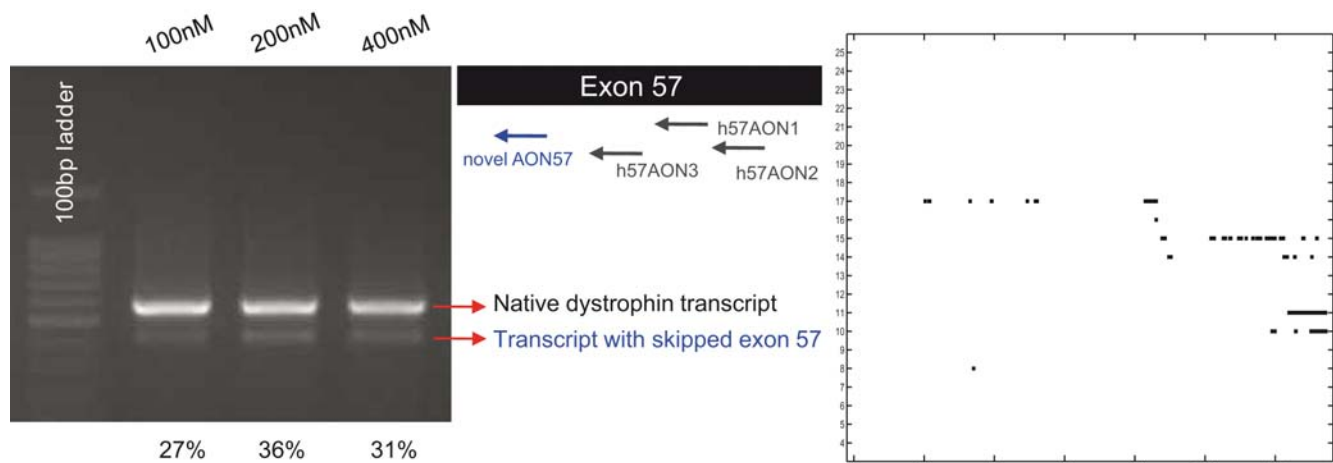 100nM 200nM 400nM
100bp ladder
Exon 57
h57AON1
novel AON57
h57AON3
h57AON2
Native dystrophin transcript
Transcript with skipped exon 57
27% 36% 31%
25
24
23
22
21
20
19
18
17
16
15
14
13
12
11
10
9
8
7
6
5
4